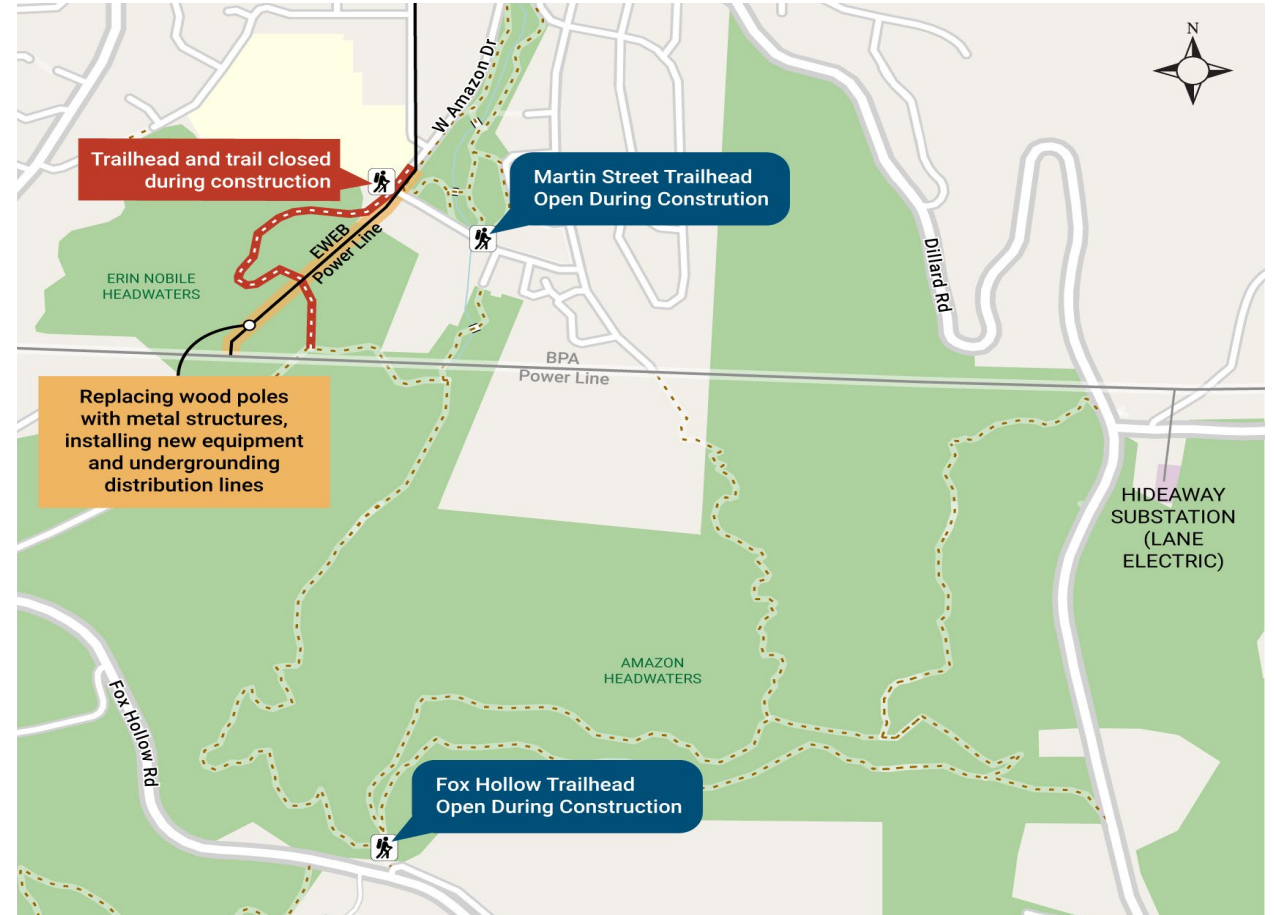 N
W Amazon Dr
Trailhead and trail closed
during construction
Martin Street Trailhead
Open During Constrution
EWEB
Power Line
Dillard Rd
ERIN NOBILE
HEADWATERS
BPA
Power Line
Replacing wood poles
with metal structures,
installing new equipment
and undergrounding
distribution lines
HIDEAWAY
SUBSTATION
(LANE
ELECTRIC)
AMAZON
HEADWATERS
Fox Hollow Rd
Fox Hollow Trailhead
Open During Construction